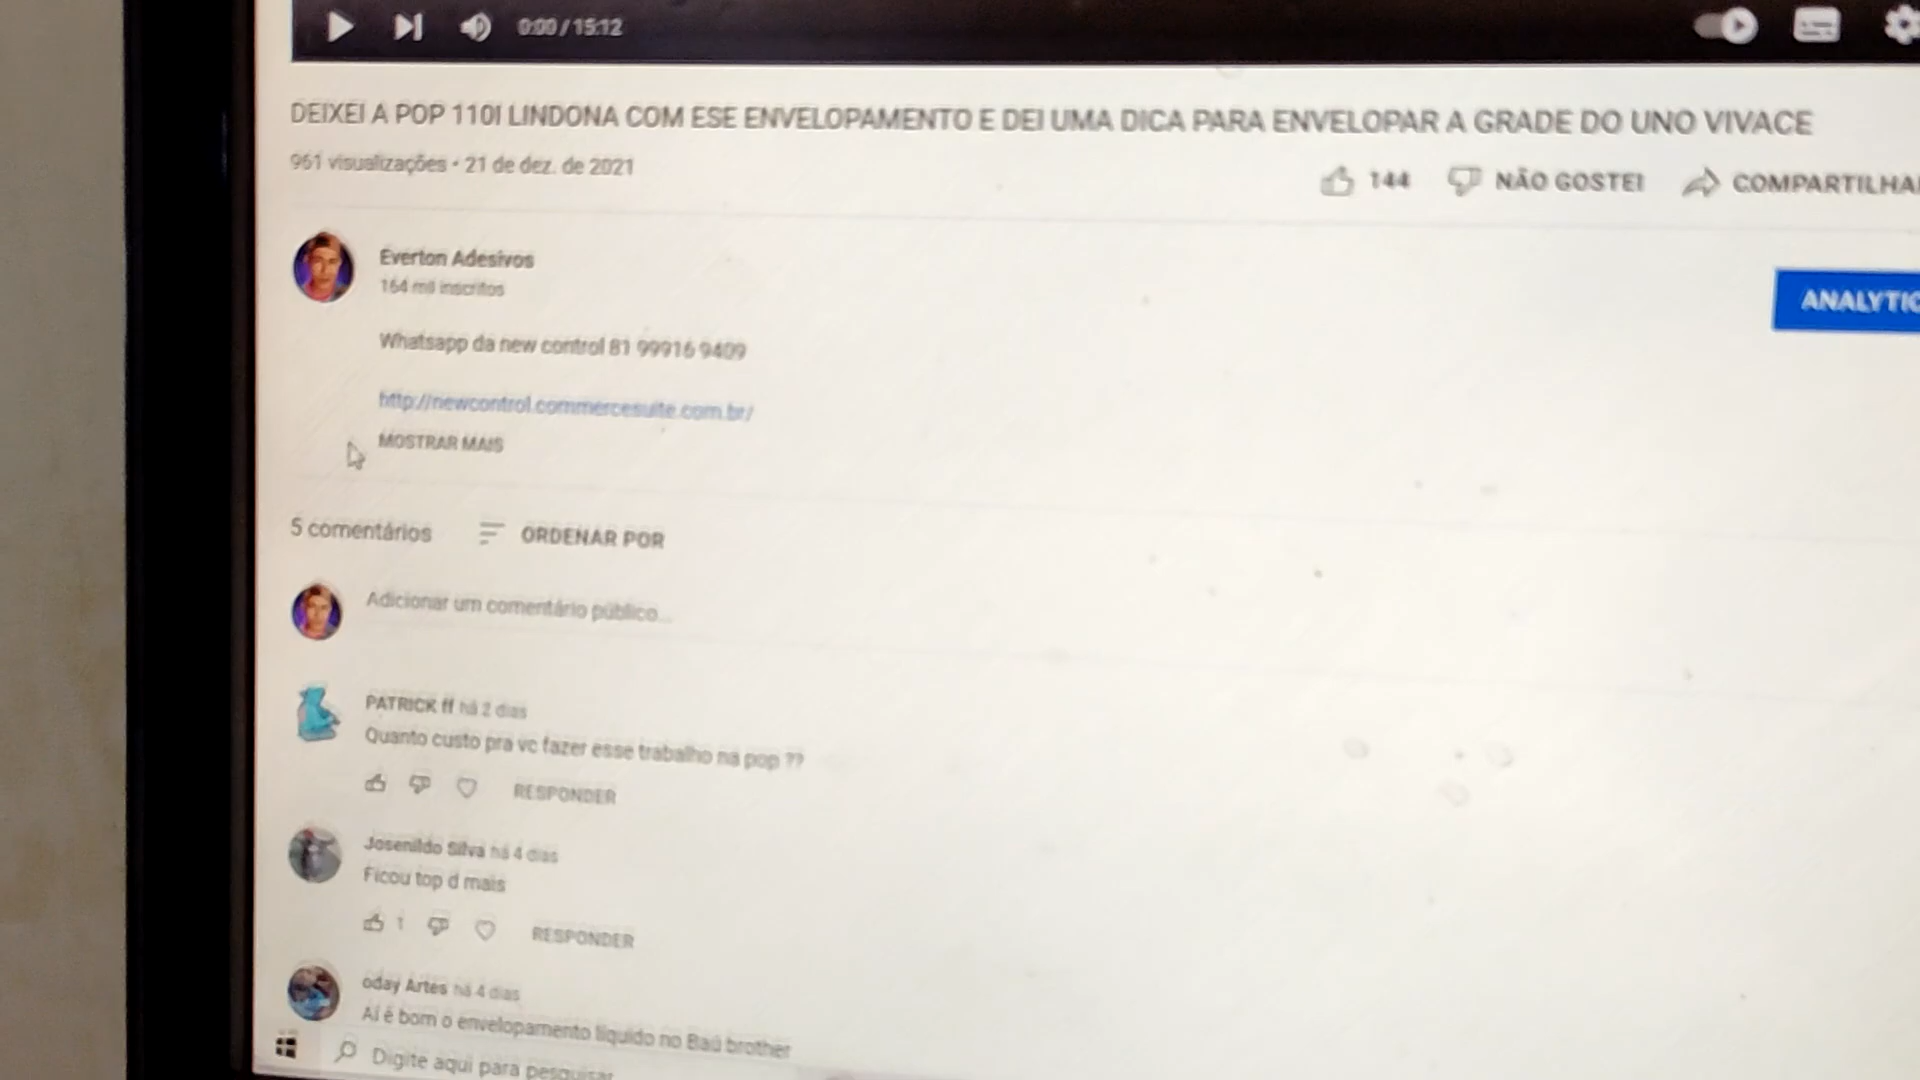 0:00 / 15:12
DEIXEI A POP 110I LINDONA COM ESE ENVELOPAMENTO E DEI UMA DICA PARA ENVELOPAR A GRADE DO UNO VIVACE
961 visualizações • 21 de dez. de 2021
144 NÃO GOSTEI COMPARTILHA
Everton Adesivos
164 mil inscritos
ANALYTIC
Whatsapp da new control 81 99916 9409
http://newcontrol.commercesuite.com.br/
MOSTRAR MAIS
5 comentários ORDENAR POR
Adicionar um comentário público...
PATRICK ff há 2 dias
Quanto custo pra vc fazer esse trabalho na pop ??
RESPONDER
Josenildo Silva há 4 dias
Ficou top d mais
1 RESPONDER
oday Artes há 4 dias
Aí é bom o envelopamento líquido no Baú brother
Digite aqui para pesquisar